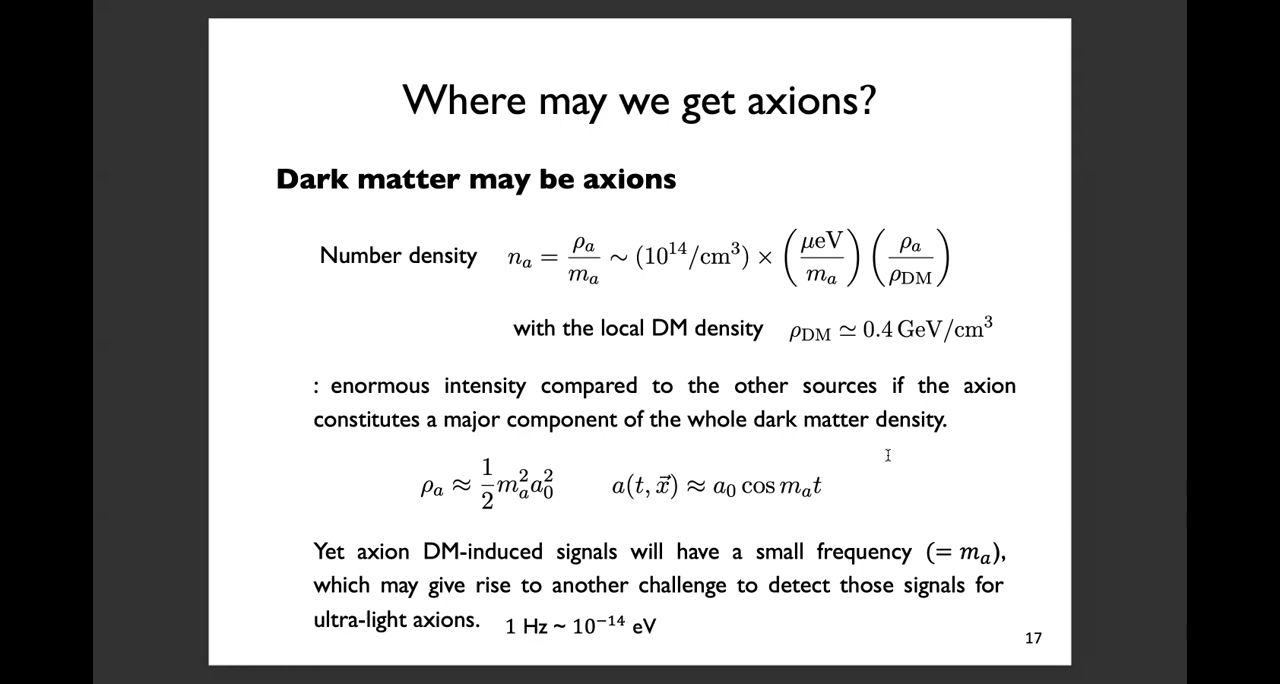 Where may we get axions?
Dark matter may be axions
Number density n_a = ρ_a / m_a ∼ (10^14/cm^3) × (μeV / m_a) (ρ_a / ρ_DM)
with the local DM density ρ_DM ≃ 0.4 GeV/cm^3
: enormous intensity compared to the other sources if the axion
constitutes a major component of the whole dark matter density.
ρ_a ≈ 1/2 m_a^2 a_0^2 a(t, x⃗) ≈ a_0 cos m_a t
Yet axion DM-induced signals will have a small frequency (= m_a),
which may give rise to another challenge to detect those signals for
ultra-light axions. 1 Hz ~ 10^−14 eV
17